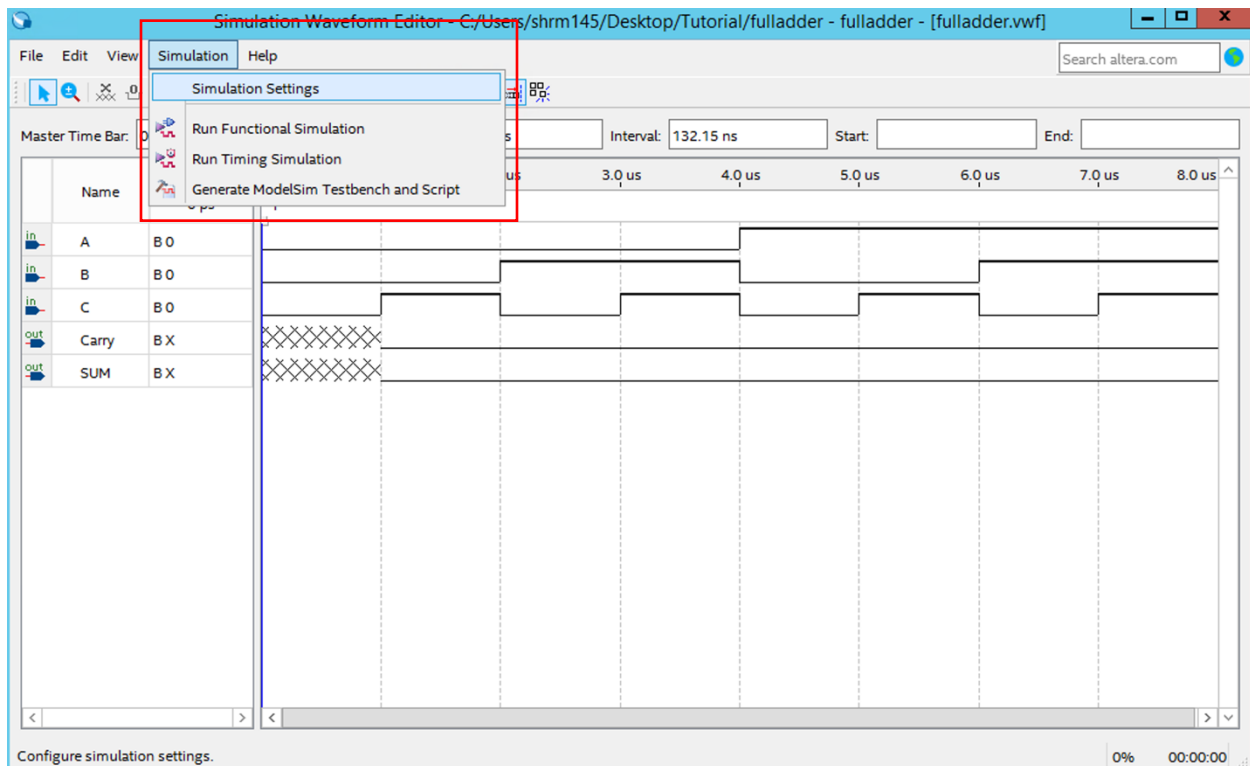 Simulation Waveform Editor - C:/Users/shrm145/Desktop/Tutorial/fulladder - fulladder - [fulladder.vwf]
File Edit View Simulation Help
Search altera.com
Simulation Settings
Run Functional Simulation
Run Timing Simulation
Generate ModelSim Testbench and Script
Master Time Bar: Interval: 132.15 ns Start: End:
Name
us 3.0 us 4.0 us 5.0 us 6.0 us 7.0 us 8.0 us
in A B 0
in B B 0
in C B 0
out Carry B X
out SUM B X
Configure simulation settings.
0% 00:00:00